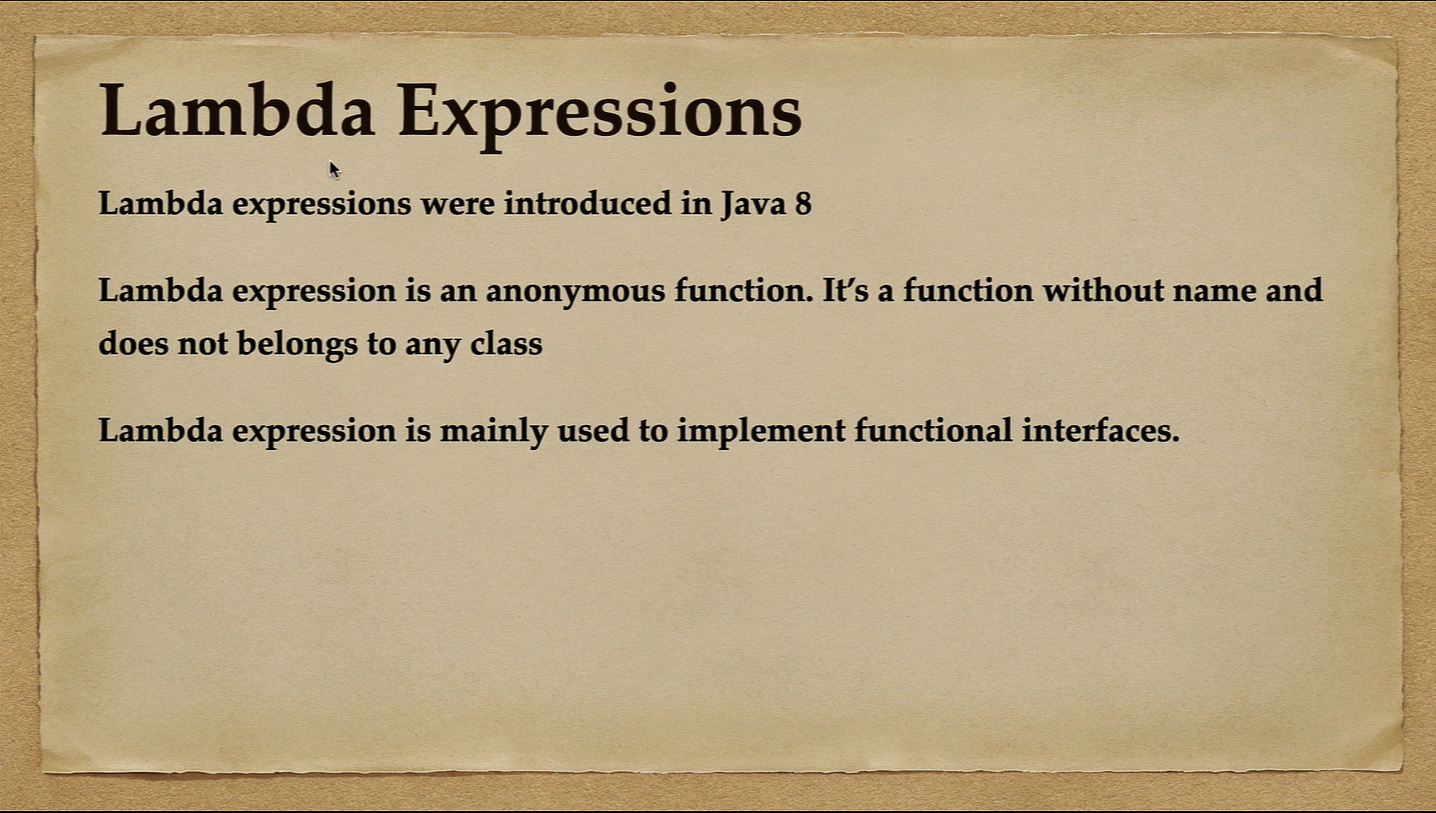 Lambda Expressions
Lambda expressions were introduced in Java 8
Lambda expression is an anonymous function. It’s a function without name and
does not belongs to any class
Lambda expression is mainly used to implement functional interfaces.